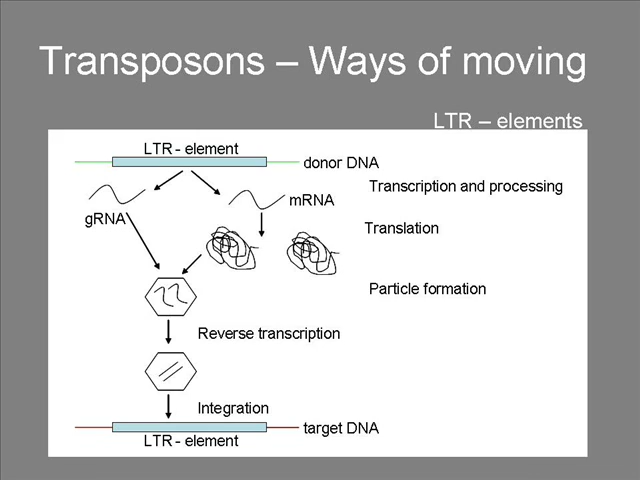 Transposons – Ways of moving
LTR – elements
LTR - element
donor DNA
Transcription and processing
gRNA
mRNA
Translation
Particle formation
Reverse transcription
Integration
target DNA
LTR - element